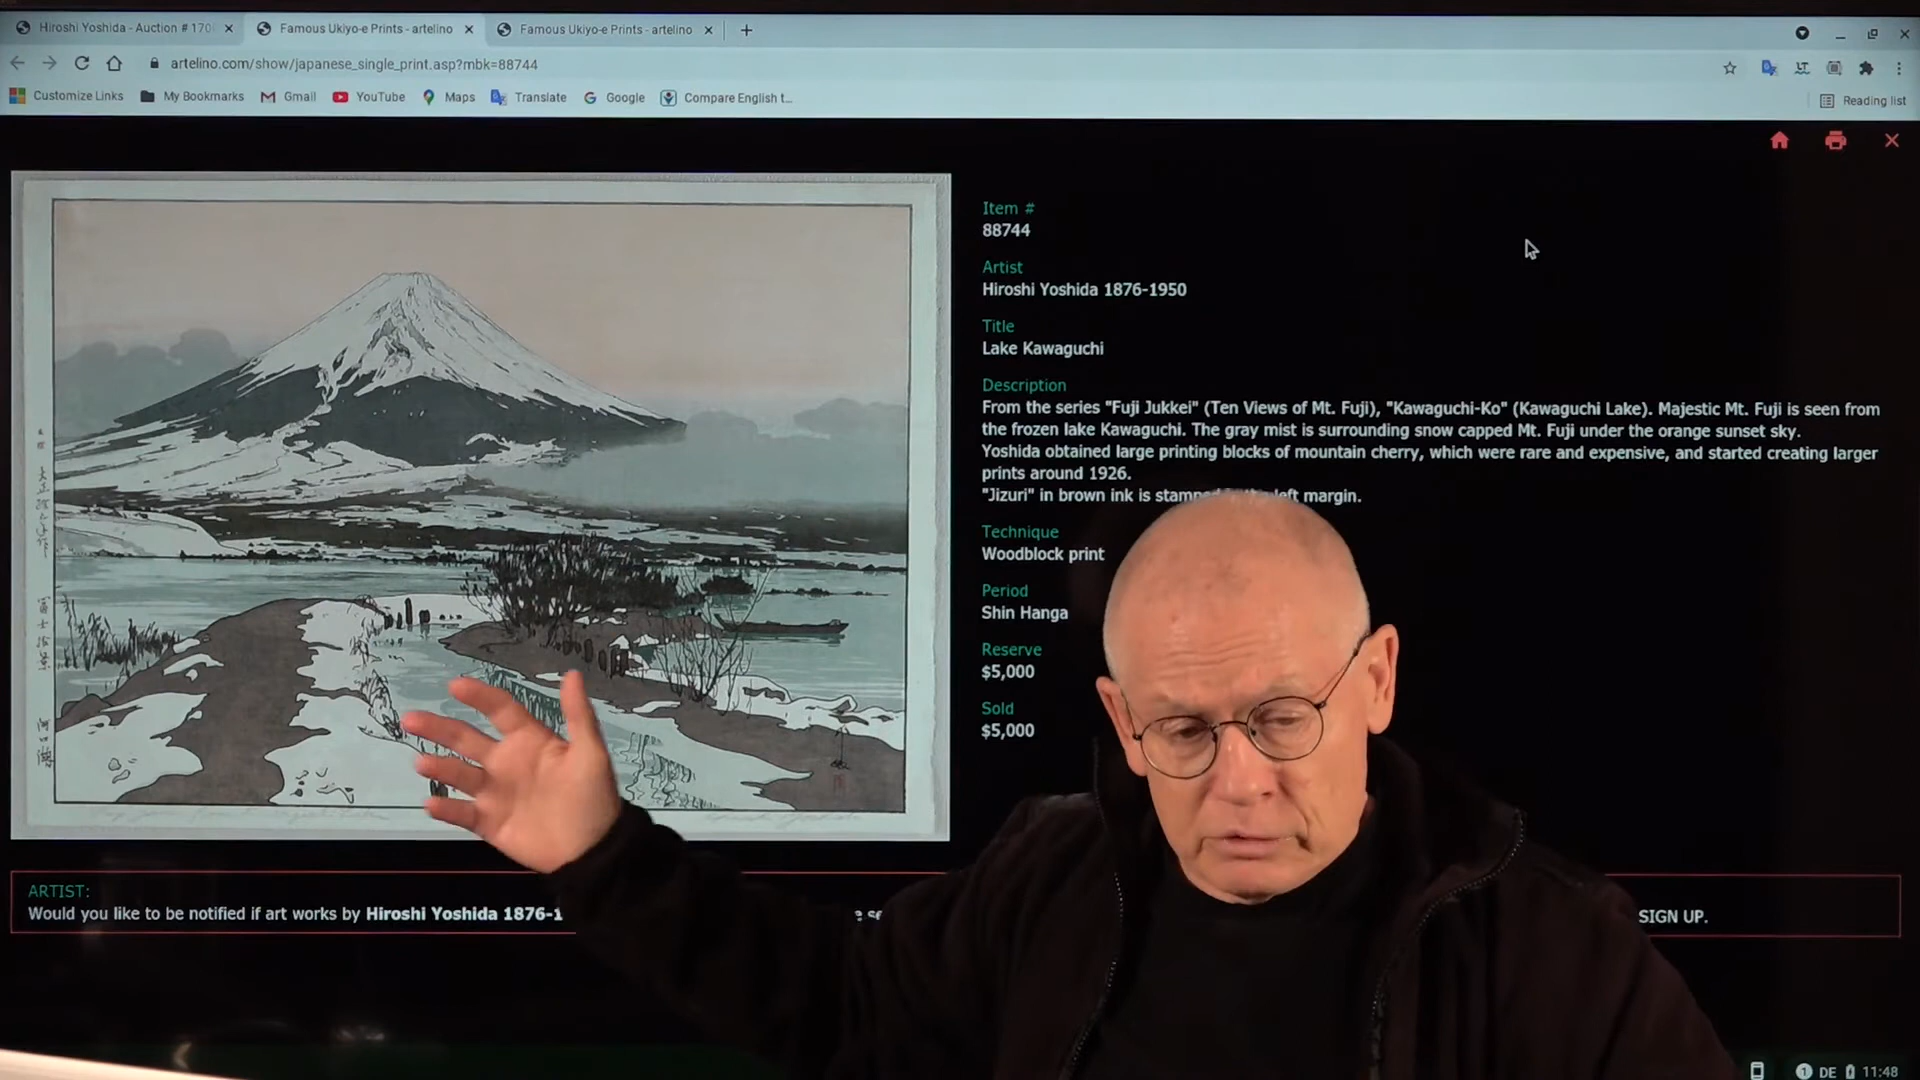 Hiroshi Yoshida - Auction # 170
Famous Ukiyo-e Prints - artelino
Famous Ukiyo-e Prints - artelino
artelino.com/show/japanese_single_print.asp?mbk=88744
Customize Links
My Bookmarks
Gmail
YouTube
Maps
Translate
Google
Compare English t...
Reading list
Item #
88744
Artist
Hiroshi Yoshida 1876-1950
Title
Lake Kawaguchi
Description
From the series "Fuji Jukkei" (Ten Views of Mt. Fuji), "Kawaguchi-Ko" (Kawaguchi Lake). Majestic Mt. Fuji is seen from
the frozen lake Kawaguchi. The gray mist is surrounding snow capped Mt. Fuji under the orange sunset sky.
Yoshida obtained large printing blocks of mountain cherry, which were rare and expensive, and started creating larger
prints around 1926.
"Jizuri" in brown ink is stamped left margin.
Technique
Woodblock print
Period
Shin Hanga
Reserve
$5,000
Sold
$5,000
ARTIST:
Would you like to be notified if art works by Hiroshi Yoshida 1876-1
SIGN UP.
1 DE 11:48